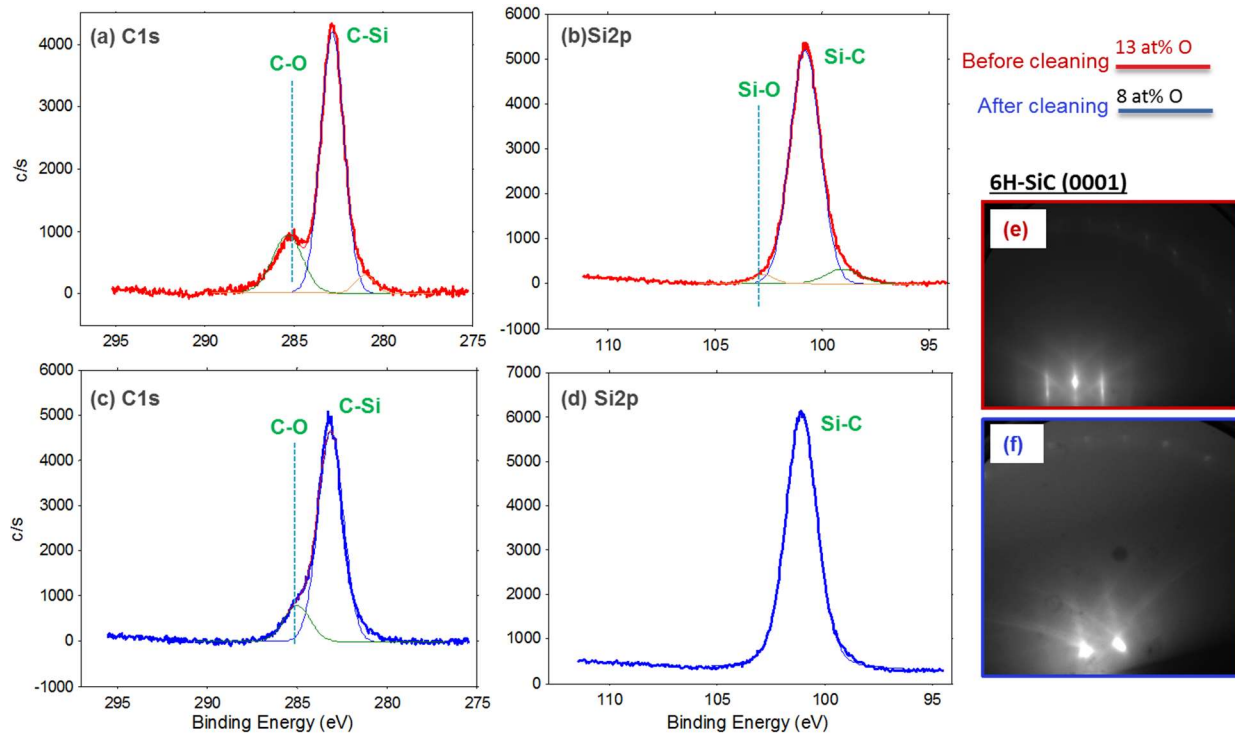 (a) C1s
C-O
C-Si
c/s
4000
3000
2000
1000
0
295
290
285
280
275
(b)Si2p
Si-O
Si-C
6000
5000
4000
3000
2000
1000
0
-1000
110
105
100
95
Before cleaning 13 at% O
After cleaning 8 at% O
6H-SiC (0001)
(e)
(f)
(c) C1s
C-O
C-Si
c/s
6000
5000
4000
3000
2000
1000
0
-1000
295
290
285
280
275
Binding Energy (eV)
(d) Si2p
Si-C
7000
6000
5000
4000
3000
2000
1000
0
110
105
100
95
Binding Energy (eV)